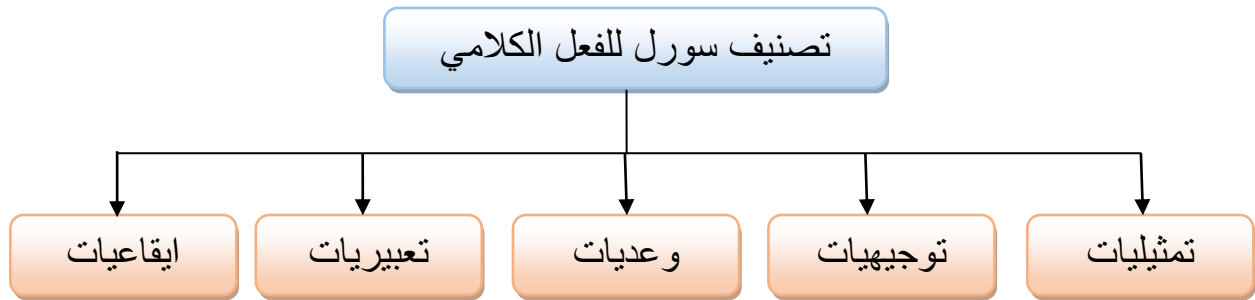 تصنيف سورل للفعل الكلامي
تمثيليات
توجيهيات
وعديات
تعبيريات
ايقاعيات